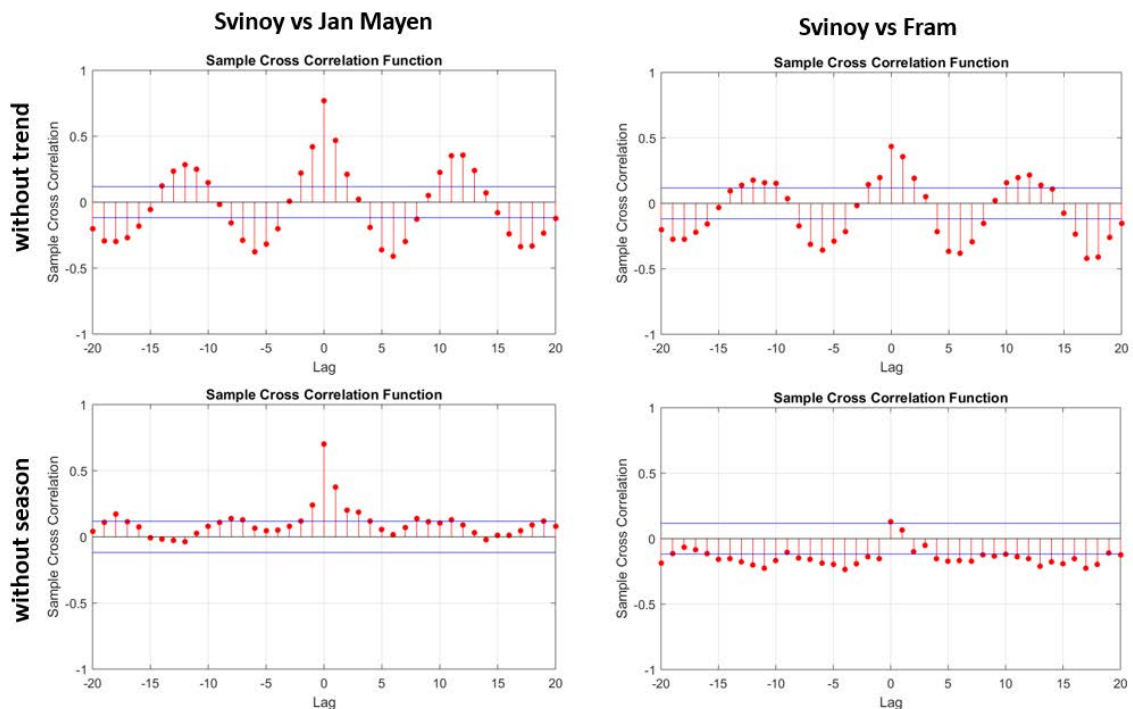 Svinoy vs Jan Mayen
Svinoy vs Fram
without trend
Sample Cross Correlation Function
Sample Cross Correlation
1
0.5
0
-0.5
-1
-20 -15 -10 -5 0 5 10 15 20
Lag
Sample Cross Correlation Function
Sample Cross Correlation
1
0.5
0
-0.5
-1
-20 -15 -10 -5 0 5 10 15 20
Lag
without season
Sample Cross Correlation Function
Sample Cross Correlation
1
0.5
0
-0.5
-1
-20 -15 -10 -5 0 5 10 15 20
Lag
Sample Cross Correlation Function
Sample Cross Correlation
1
0.5
0
-0.5
-1
-20 -15 -10 -5 0 5 10 15 20
Lag